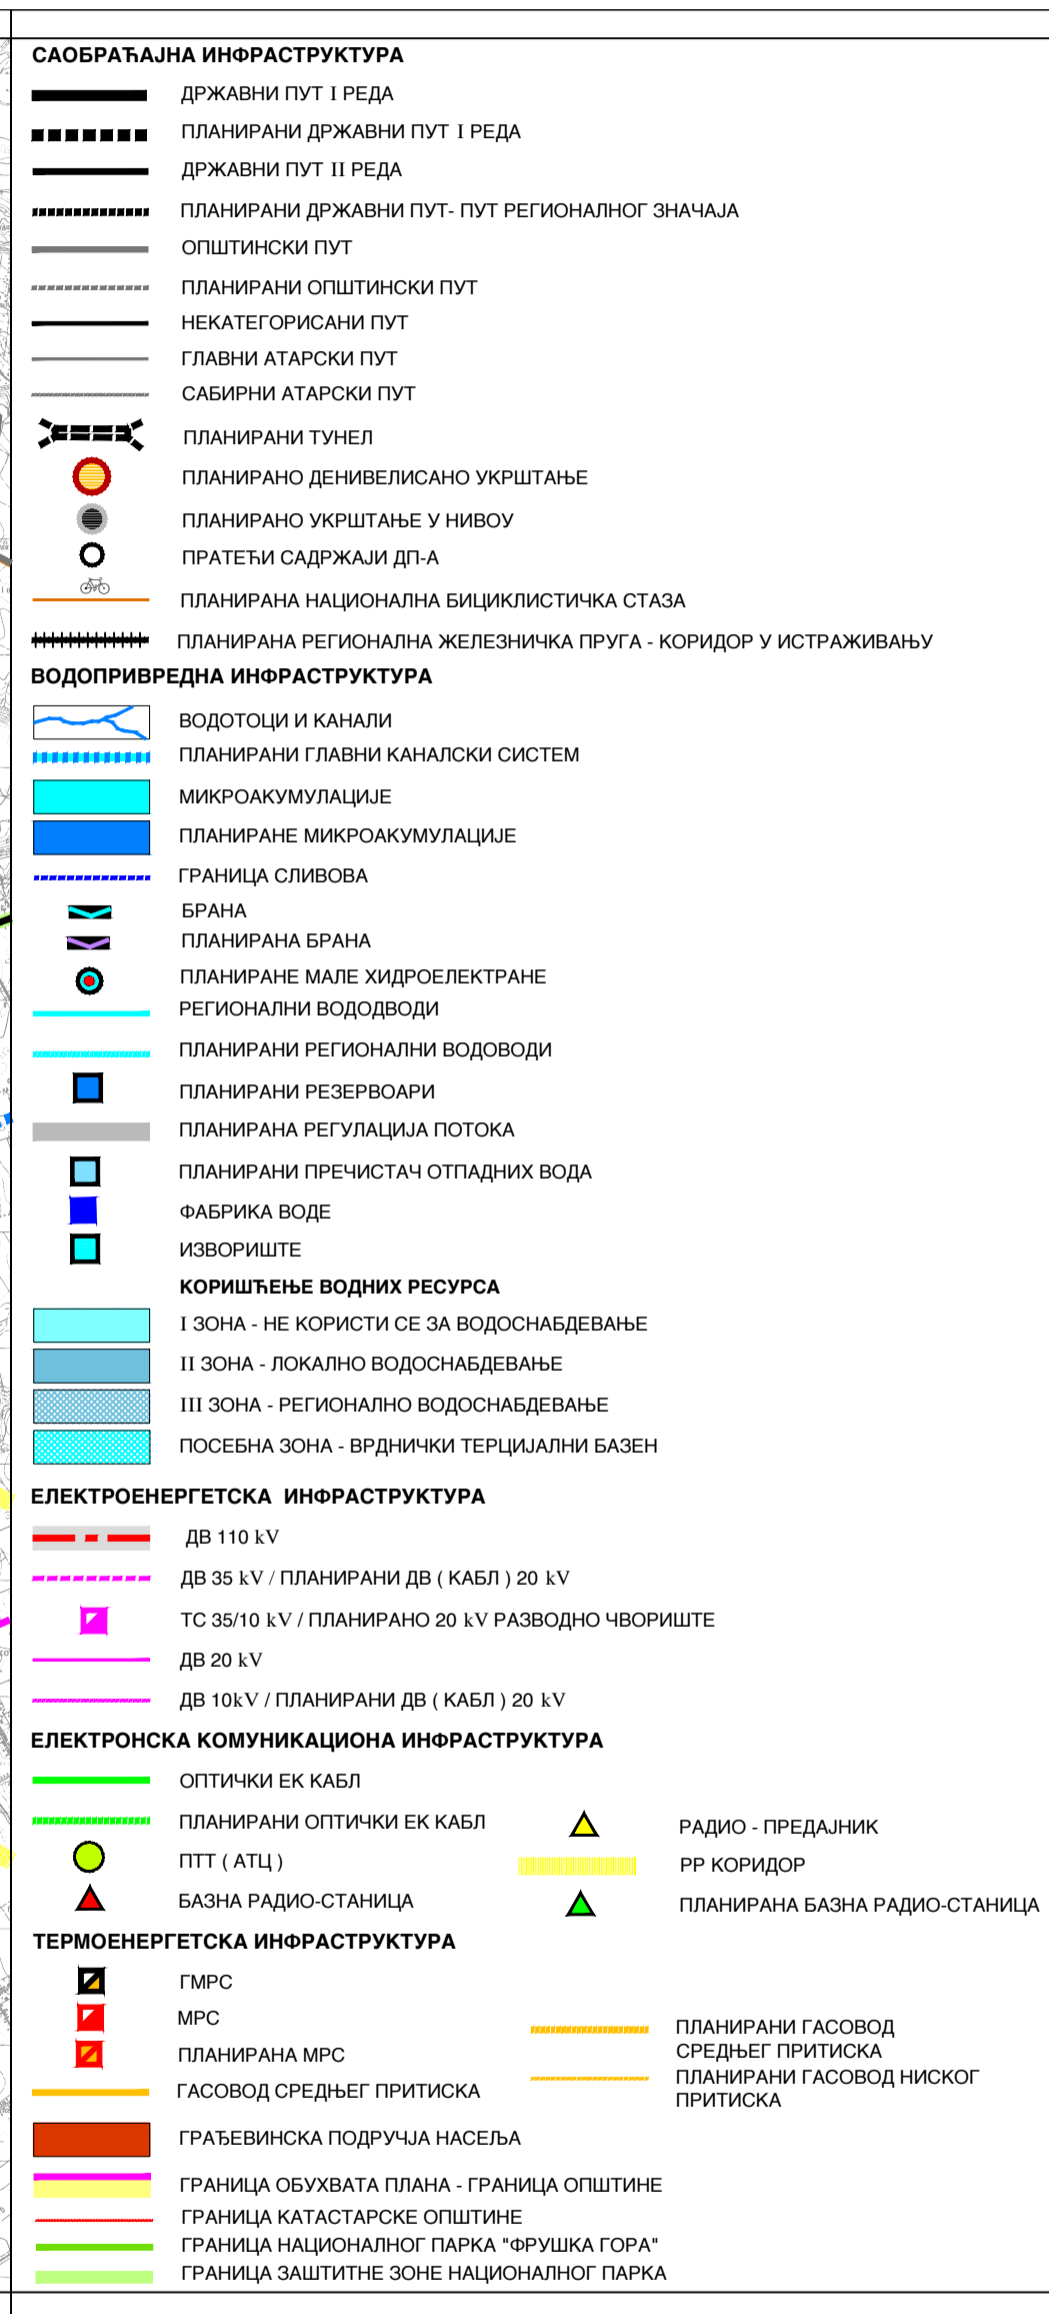 САОБРАЋАЈНА ИНФРАСТРУКТУРА
ДРЖАВНИ ПУТ I РЕДА
ПЛАНИРАНИ ДРЖАВНИ ПУТ I РЕДА
ДРЖАВНИ ПУТ II РЕДА
ПЛАНИРАНИ ДРЖАВНИ ПУТ- ПУТ РЕГИОНАЛНОГ ЗНАЧАЈА
ОПШТИНСКИ ПУТ
ПЛАНИРАНИ ОПШТИНСКИ ПУТ
НЕКАТЕГОРИСАНИ ПУТ
ГЛАВНИ АТАРСКИ ПУТ
САБИРНИ АТАРСКИ ПУТ
ПЛАНИРАНИ ТУНЕЛ
ПЛАНИРАНО ДЕНИВЕЛИСАНО УКРШТАЊЕ
ПЛАНИРАНО УКРШТАЊЕ У НИВОУ
ПРАТЕЋИ САДРЖАЈИ ДП-А
ПЛАНИРАНА НАЦИОНАЛНА БИЦИКЛИСТИЧКА СТАЗА
ПЛАНИРАНА РЕГИОНАЛНА ЖЕЛЕЗНИЧКА ПРУГА - КОРИДОР У ИСТРАЖИВАЊУ
ВОДОПРИВРЕДНА ИНФРАСТРУКТУРА
ВОДОТОЦИ И КАНАЛИ
ПЛАНИРАНИ ГЛАВНИ КАНАЛСКИ СИСТЕМ
МИКРОАКУМУЛАЦИЈЕ
ПЛАНИРАНЕ МИКРОАКУМУЛАЦИЈЕ
ГРАНИЦА СЛИВОВА
БРАНА
ПЛАНИРАНА БРАНА
ПЛАНИРАНЕ МАЛЕ ХИДРОЕЛЕКТРАНЕ
РЕГИОНАЛНИ ВОДОДВОДИ
ПЛАНИРАНИ РЕГИОНАЛНИ ВОДОВОДИ
ПЛАНИРАНИ РЕЗЕРВОАРИ
ПЛАНИРАНА РЕГУЛАЦИЈА ПОТОКА
ПЛАНИРАНИ ПРЕЧИСТАЧ ОТПАДНИХ ВОДА
ФАБРИКА ВОДЕ
ИЗВОРИШТЕ
КОРИШЋЕЊЕ ВОДНИХ РЕСУРСА
I ЗОНА - НЕ КОРИСТИ СЕ ЗА ВОДОСНАБДЕВАЊЕ
II ЗОНА - ЛОКАЛНО ВОДОСНАБДЕВАЊЕ
III ЗОНА - РЕГИОНАЛНО ВОДОСНАБДЕВАЊЕ
ПОСЕБНА ЗОНА - ВРДНИЧКИ ТЕРЦИЈАЛНИ БАЗЕН
ЕЛЕКТРОЕНЕРГЕТСКА ИНФРАСТРУКТУРА
ДВ 110 kV
ДВ 35 kV / ПЛАНИРАНИ ДВ ( КАБЛ ) 20 kV
ТС 35/10 kV / ПЛАНИРАНО 20 kV РАЗВОДНО ЧВОРИШТЕ
ДВ 20 kV
ДВ 10kV / ПЛАНИРАНИ ДВ ( КАБЛ ) 20 kV
ЕЛЕКТРОНСКА КОМУНИКАЦИОНА ИНФРАСТРУКТУРА
ОПТИЧКИ ЕК КАБЛ
ПЛАНИРАНИ ОПТИЧКИ ЕК КАБЛ
ПТТ ( АТЦ )
БАЗНА РАДИО-СТАНИЦА
РАДИО - ПРЕДАЈНИК
РР КОРИДОР
ПЛАНИРАНА БАЗНА РАДИО-СТАНИЦА
ТЕРМОЕНЕРГЕТСКА ИНФРАСТРУКТУРА
ГМРС
МРС
ПЛАНИРАНА МРС
ГАСОВОД СРЕДЊЕГ ПРИТИСКА
ПЛАНИРАНИ ГАСОВОД
СРЕДЊЕГ ПРИТИСКА
ПЛАНИРАНИ ГАСОВОД НИСКОГ
ПРИТИСКА
ГРАЂЕВИНСКА ПОДРУЧЈА НАСЕЉА
ГРАНИЦА ОБУХВАТА ПЛАНА - ГРАНИЦА ОПШТИНЕ
ГРАНИЦА КАТАСТАРСКЕ ОПШТИНЕ
ГРАНИЦА НАЦИОНАЛНОГ ПАРКА "ФРУШКА ГОРА"
ГРАНИЦА ЗАШТИТНЕ ЗОНЕ НАЦИОНАЛНОГ ПАРКА